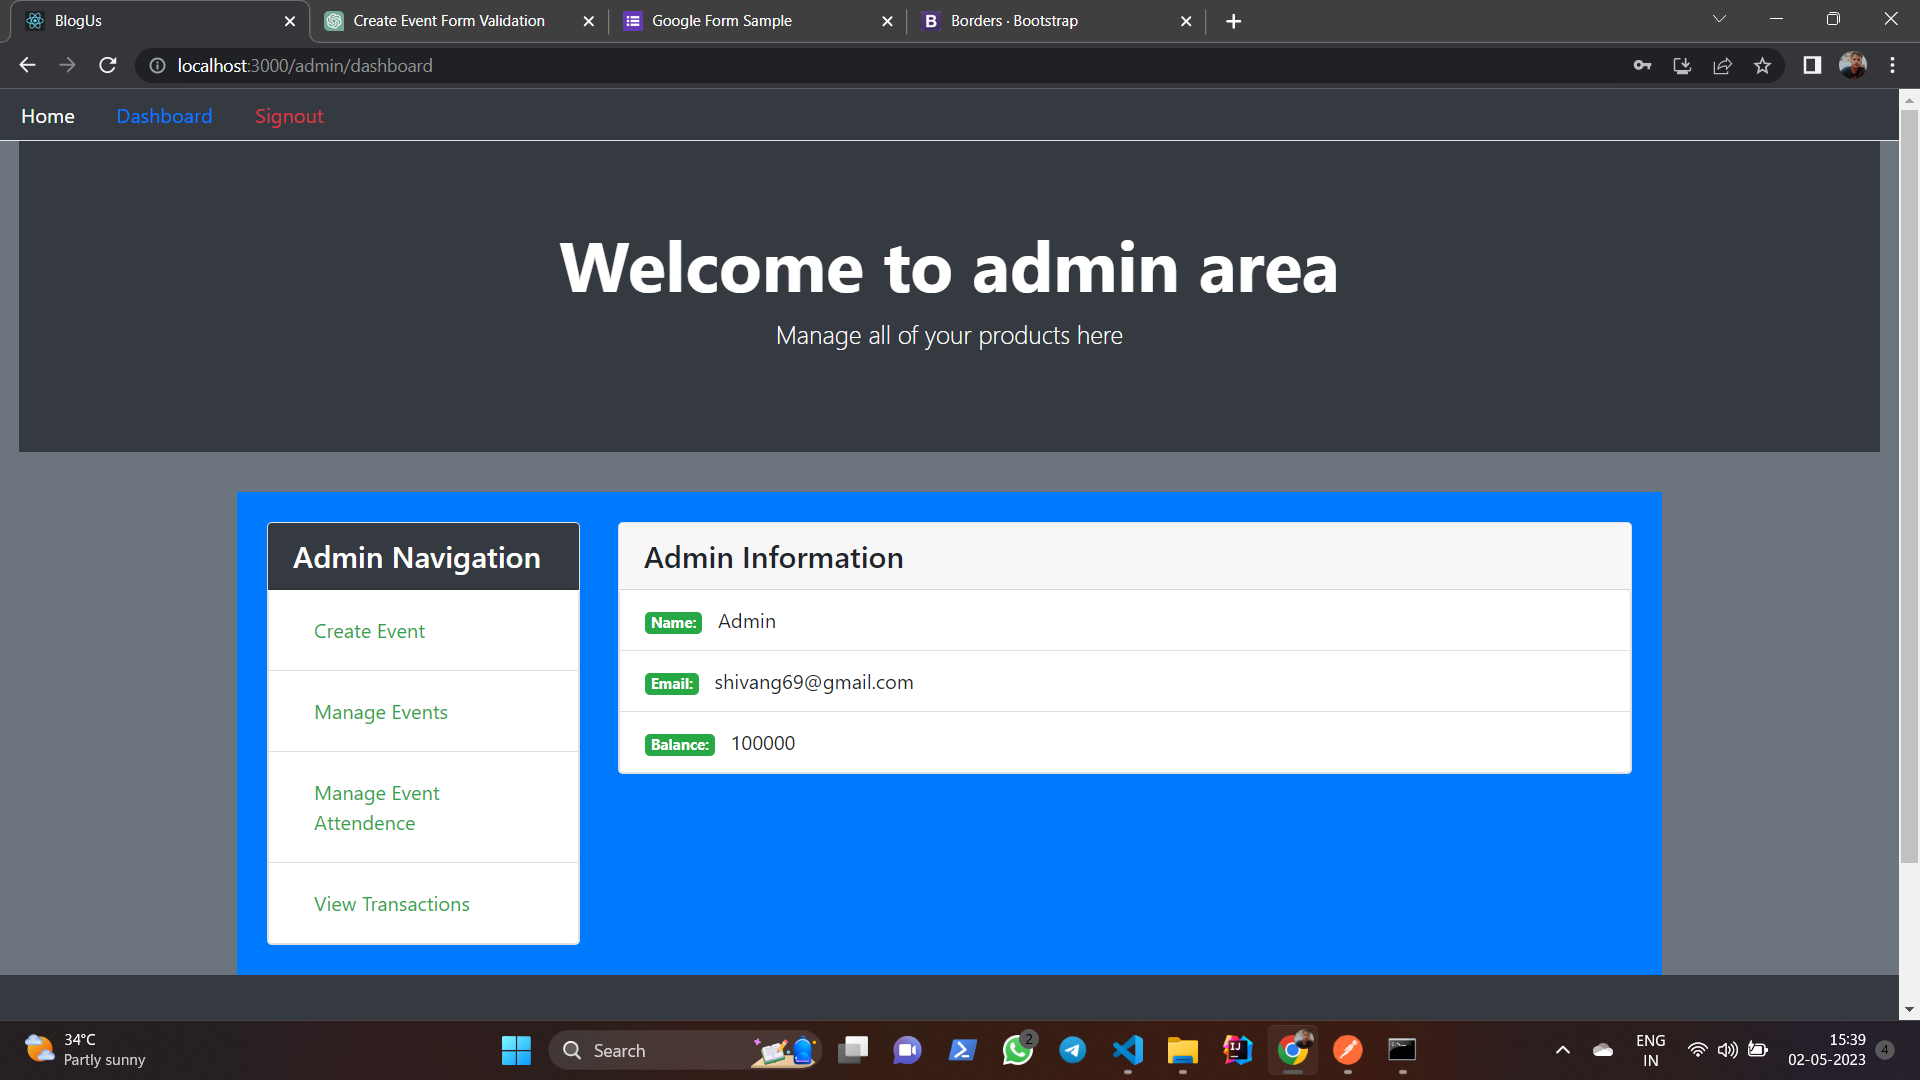 BlogUs
Create Event Form Validation
Google Form Sample
B Borders · Bootstrap
localhost:3000/admin/dashboard
Home Dashboard Signout
Welcome to admin area
Manage all of your products here
Admin Navigation
Create Event
Manage Events
Manage Event
Attendence
View Transactions
Admin Information
Name: Admin
Email: shivang69@gmail.com
Balance: 100000
34°C
Partly sunny
Search
2
IJ
ENG
IN
15:39
02-05-2023
4